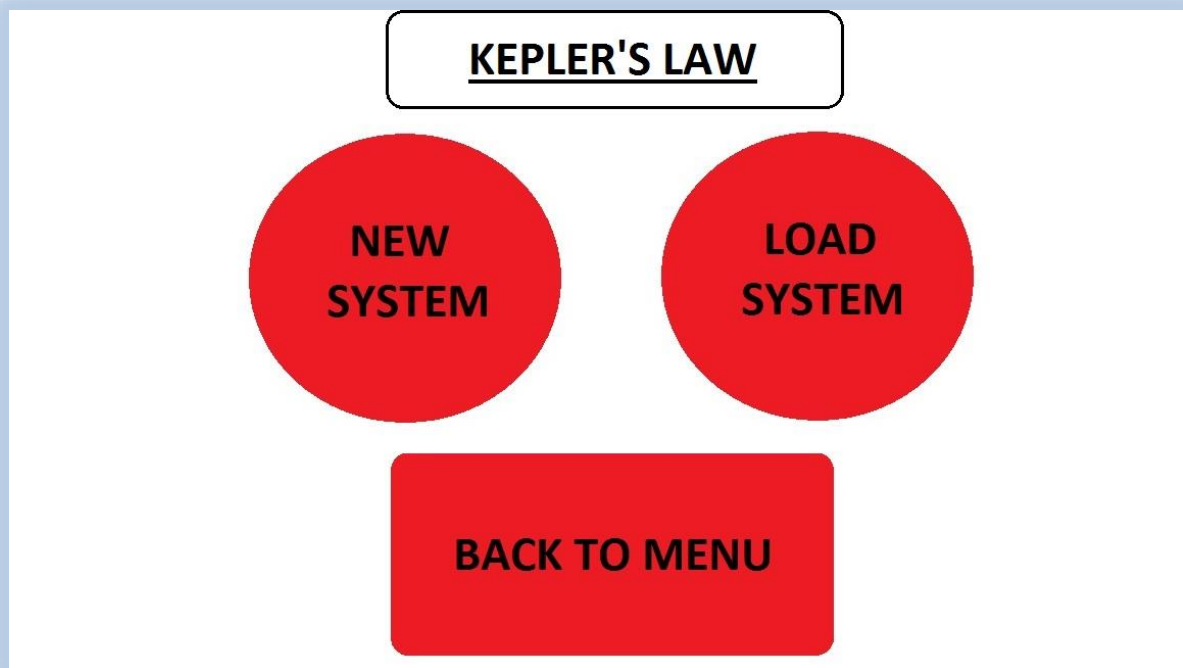 KEPLER'S LAW
NEW
SYSTEM
LOAD
SYSTEM
BACK TO MENU